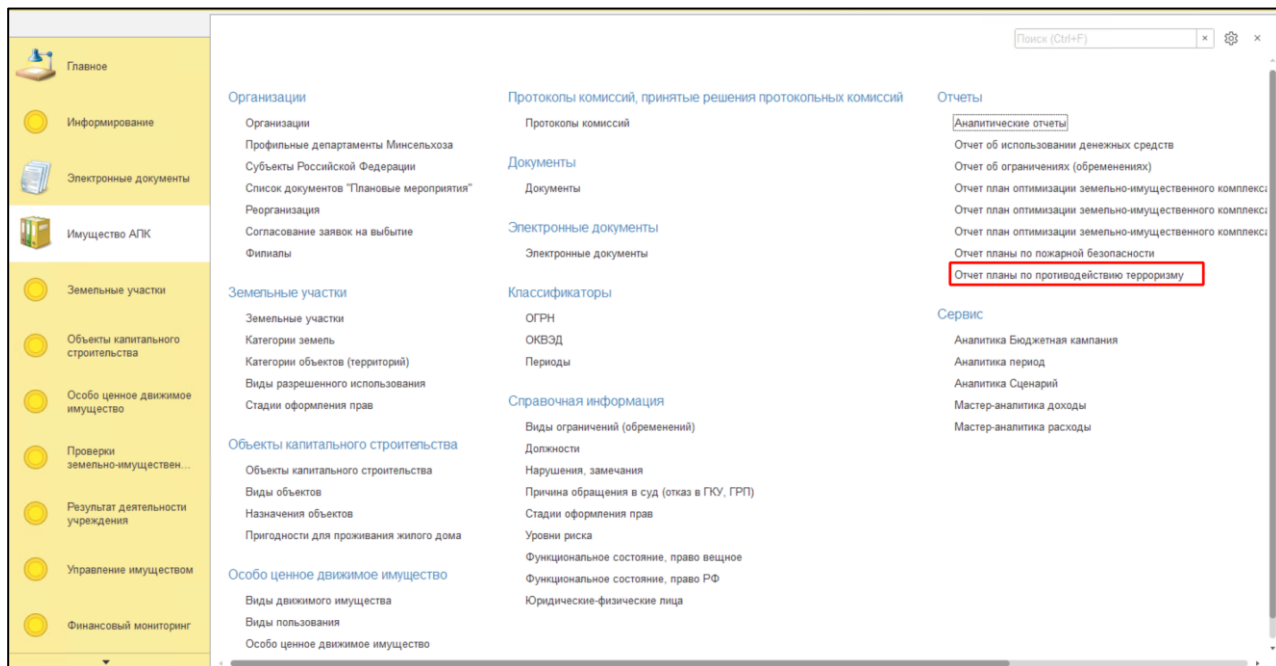 Поиск (Ctrl+F)
Главное
Информирование
Электронные документы
Имущество АПК
Земельные участки
Объекты капитального
строительства
Особо ценное движимое
имущество
Проверки
земельно-имуществен...
Результат деятельности
учреждения
Управление имуществом
Финансовый мониторинг
Организации
Организации
Профильные департаменты Минсельхоза
Субъекты Российской Федерации
Список документов "Плановые мероприятия"
Реорганизация
Согласование заявок на выбытие
Филиалы
Земельные участки
Земельные участки
Категории земель
Категории объектов (территорий)
Виды разрешенного использования
Стадии оформления прав
Объекты капитального строительства
Объекты капитального строительства
Виды объектов
Назначения объектов
Пригодности для проживания жилого дома
Особо ценное движимое имущество
Виды движимого имущества
Виды пользования
Особо ценное движимое имущество
Протоколы комиссий, принятые решения протокольных комиссий
Протоколы комиссий
Документы
Документы
Электронные документы
Электронные документы
Классификаторы
ОГРН
ОКВЭД
Периоды
Справочная информация
Виды ограничений (обременений)
Должности
Нарушения, замечания
Причина обращения в суд (отказ в ГКУ, ГРП)
Стадии оформления прав
Уровни риска
Функциональное состояние, право вещное
Функциональное состояние, право РФ
Юридические-физические лица
Отчеты
Аналитические отчеты
Отчет об использовании денежных средств
Отчет об ограничениях (обременениях)
Отчет план оптимизации земельно-имущественного комплекса
Отчет план оптимизации земельно-имущественного комплекса
Отчет план оптимизации земельно-имущественного комплекса
Отчет планы по пожарной безопасности
Отчет планы по противодействию терроризму
Сервис
Аналитика Бюджетная кампания
Аналитика период
Аналитика Сценарий
Мастер-аналитика доходы
Мастер-аналитика расходы